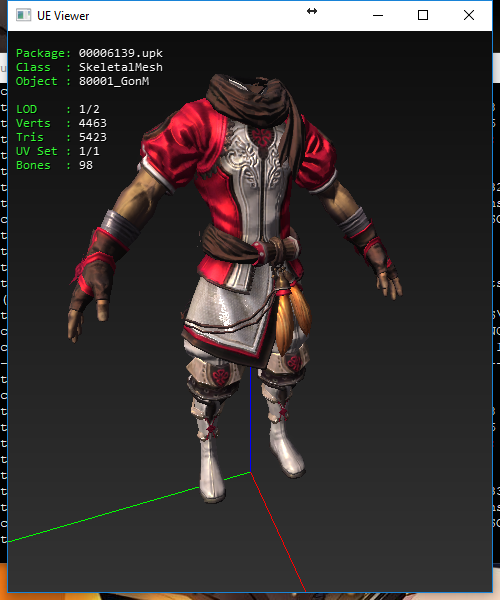 UE Viewer
Package: 00006139.upk
Class : SkeletalMesh
Object : 80001_GonM
LOD : 1/2
Verts : 4463
Tris : 5423
UV Set : 1/1
Bones : 98